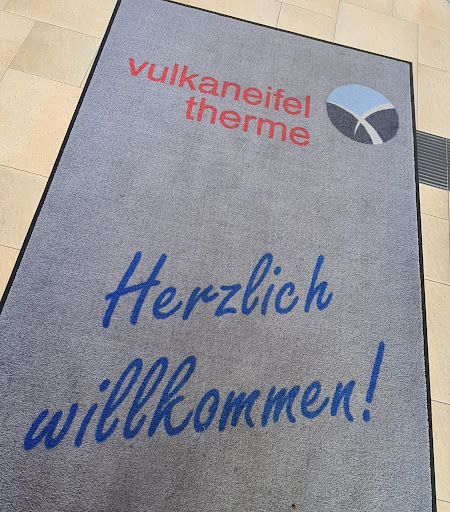 vulkaneifel
therme
Herzlich
willkommen!